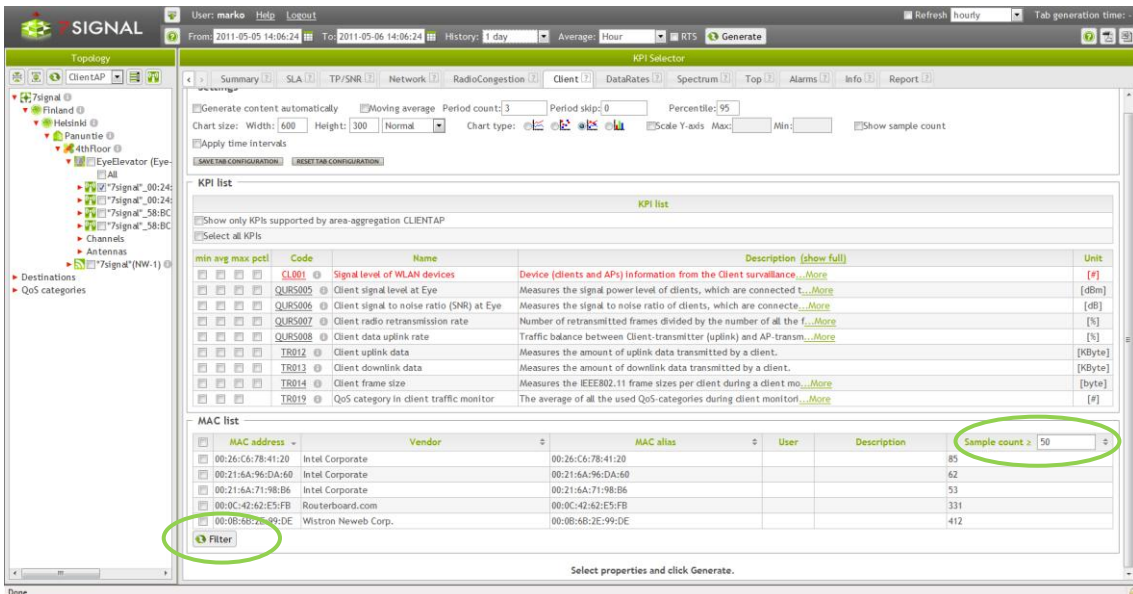 7SIGNAL
User: marko Help Logout
Refresh hourly Tab generation time: -
From: 2011-05-05 14:06:24 To: 2011-05-06 14:06:24 History: 1 day Average: Hour RTS Generate
Topology
KPI Selector
ClientAP
Summary SLA TP/SNR Network RadioCongestion Client DataRates Spectrum Top Alarms Info Report
7signal
Finland
Helsinki
Panuntie
4thFloor
EyeElevator (Eye-
All
"7signal"_00:24:
"7signal"_00:24:
"7signal"_58:BC
"7signal"_58:BC
Channels
Antennas
"7signal"(NW-1)
Destinations
QoS categories
Settings
Generate content automatically Moving average Period count: 3 Period skip: 0 Percentile: 95
Chart size: Width: 600 Height: 300 Normal Chart type: Scale Y-axis Max: Min: Show sample count
Apply time intervals
SAVE TAB CONFIGURATION RESET TAB CONFIGURATION
KPI list
KPI list
Show only KPIs supported by area-aggregation CLIENTAP
Select all KPIs
min avg max pctl Code Name Description (show full) Unit
CL001 Signal level of WLAN devices Device (clients and APs) information from the Client survaillance...More [#]
QURS005 Client signal level at Eye Measures the signal power level of clients, which are connected t...More [dBm]
QURS006 Client signal to noise ratio (SNR) at Eye Measures the signal to noise ratio of clients, which are connecte...More [dB]
QURS007 Client radio retransmission rate Number of retransmitted frames divided by the number of all the f...More [%]
QURS008 Client data uplink rate Traffic balance between Client-transmitter (uplink) and AP-transm...More [%]
TR012 Client uplink data Measures the amount of uplink data transmitted by a client. [KByte]
TR013 Client downlink data Measures the amount of downlink data transmitted by a client. [KByte]
TR014 Client frame size Measures the IEEE802.11 frame sizes per client during a client mo...More [byte]
TR019 QoS category in client traffic monitor The average of all the used QoS-categories during client monitori...More [#]
MAC list
MAC address Vendor MAC alias User Description Sample count ≥ 50
00:26:C6:78:41:20 Intel Corporate 00:26:C6:78:41:20 85
00:21:6A:96:DA:60 Intel Corporate 00:21:6A:96:DA:60 62
00:21:6A:71:98:B6 Intel Corporate 00:21:6A:71:98:B6 53
00:0C:42:62:E5:FB Routerboard.com 00:0C:42:62:E5:FB 331
00:0B:6B:2E:99:DE Wistron Neweb Corp. 00:0B:6B:2E:99:DE 412
Filter
Select properties and click Generate.
Done